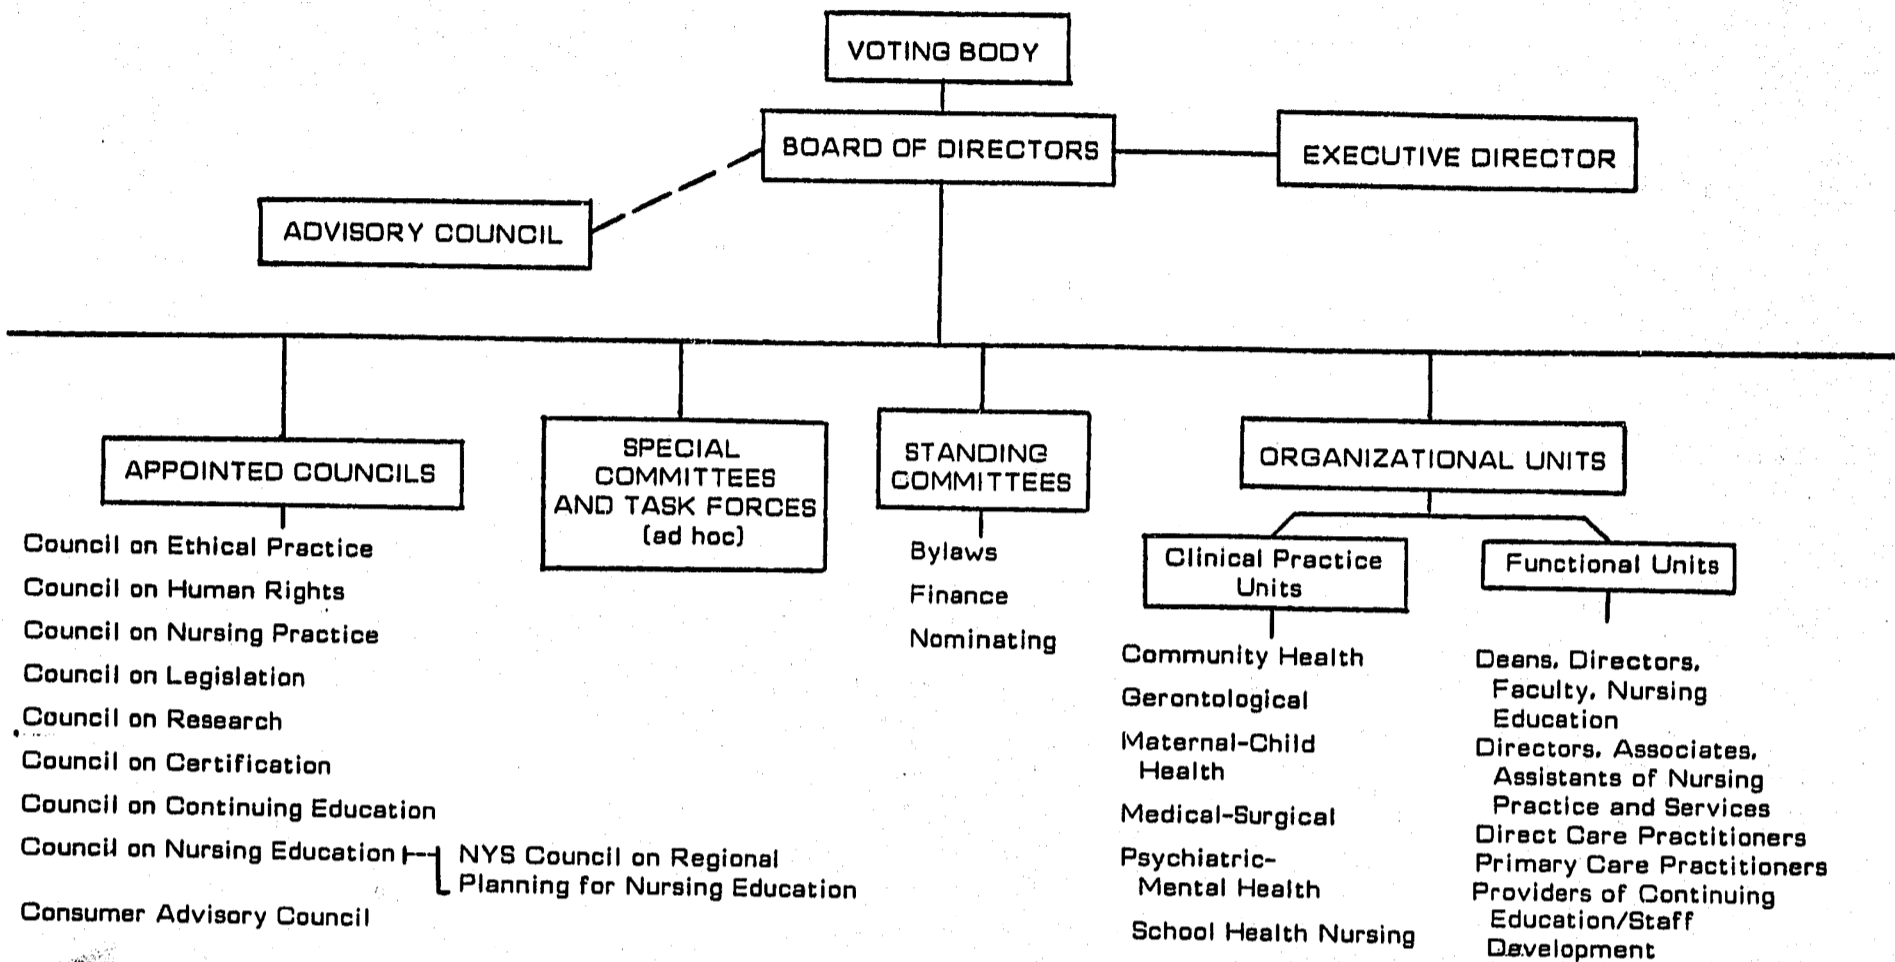 VOTING BODY
BOARD OF DIRECTORS
EXECUTIVE DIRECTOR
ADVISORY COUNCIL
APPOINTED COUNCILS
Council on Ethical Practice
Council on Human Rights
Council on Nursing Practice
Council on Legislation
Council on Research
Council on Certification
Council on Continuing Education
Council on Nursing Education
NYS Council on Regional
Planning for Nursing Education
Consumer Advisory Council
SPECIAL
COMMITTEES
AND TASK FORCES
(ad hoc)
STANDING
COMMITTEES
Bylaws
Finance
Nominating
ORGANIZATIONAL UNITS
Clinical Practice
Units
Community Health
Gerontological
Maternal-Child
Health
Medical-Surgical
Psychiatric-
Mental Health
School Health Nursing
Functional Units
Deans, Directors,
Faculty, Nursing
Education
Directors, Associates,
Assistants of Nursing
Practice and Services
Direct Care Practitioners
Primary Care Practitioners
Providers of Continuing
Education/Staff
Development